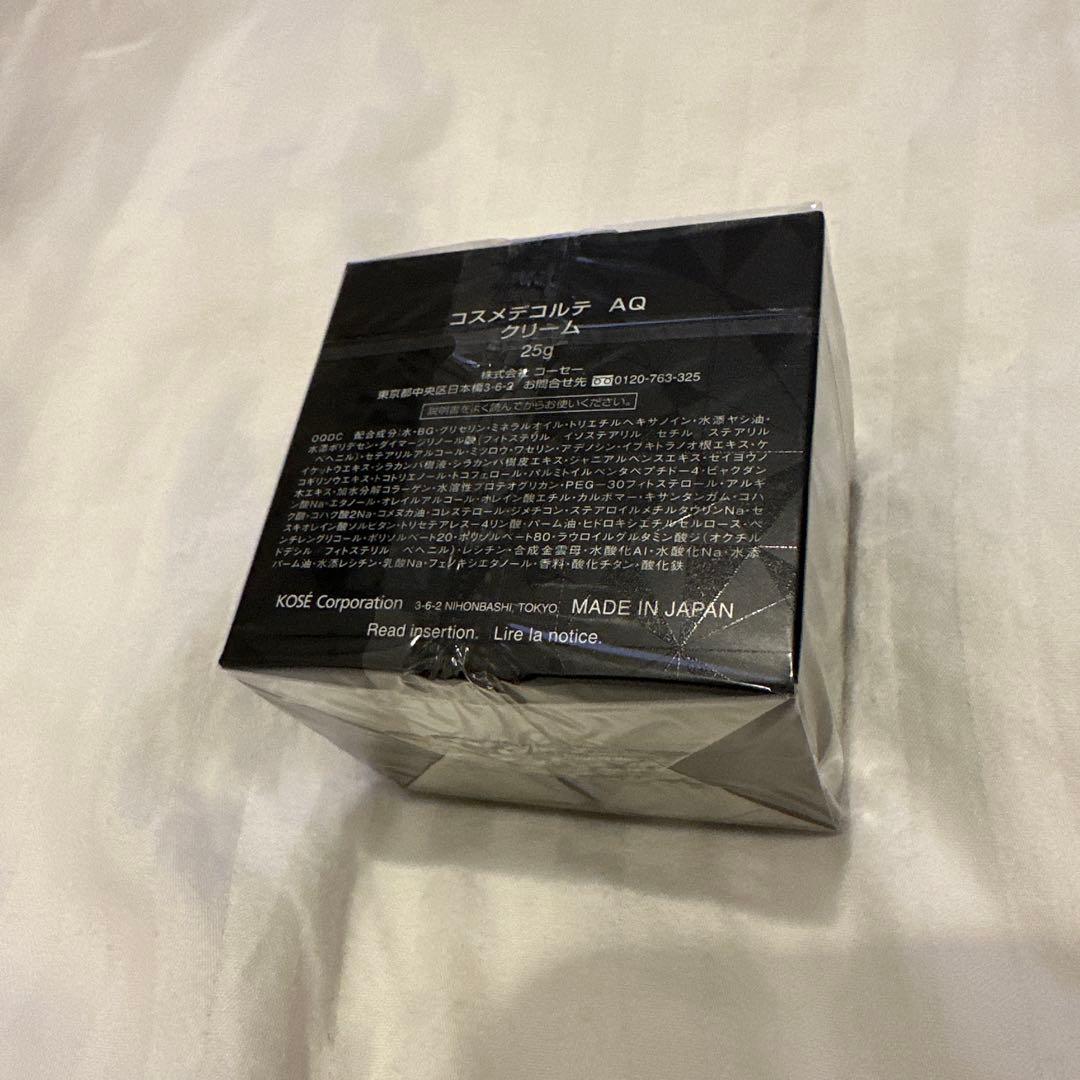 コスメデコルテ AQ
クリーム
25g
株式会社 コーセー
東京都中央区日本橋3-6-2 お問合せ先 0120-763-325
説明書をよく読んでからお使いください。
OQDC 配合成分:水・BG・グリセリン・ミネラルオイル・トリエチルヘキサノイン・水添ヤシ油・
水添ポリデセン・ダイマージリノール酸(フィトステリル イソステアリル セチル ステアリル
ベヘニル)・セテアリルアルコール・ミツロウ・ワセリン・アデノシン・イブキトラノオ根エキス・ケ
イケットウエキス・シラカンバ樹液・シラカンバ樹皮エキス・ジャニアルベンスエキス・セイヨウノ
コギリソウエキス・トコトリエノール・トコフェロール・パルミトイルペンタペプチド-4・ビャクダン
木エキス・加水分解コラーゲン・水溶性プロテオグリカン・PEG-30フィトステロール・アルギ
ン酸Na・エタノール・オレイルアルコール・オレイン酸エチル・カルボマー・キサンタンガム・コハ
ク酸・コハク酸2Na・コメヌカ油・コレステロール・ジメチコン・ステアロイルメチルタウリンNa・セ
スキオレイン酸ソルビタン・トリセテアレス-4リン酸・パーム油・ヒドロキシエチルセルロース・ペ
ンチレングリコール・ポリソルベート20・ポリソルベート80・ラウロイルグルタミン酸ジ(オクチル
ドデシル フィトステリル ベヘニル)・レシチン・合成金雲母・水酸化Al・水酸化Na・水添
パーム油・水添レシチン・乳酸Na・フェノキシエタノール・香料・酸化チタン・酸化鉄
KOSÉ Corporation 3-6-2 NIHONBASHI, TOKYO. MADE IN JAPAN
Read insertion. Lire la notice.